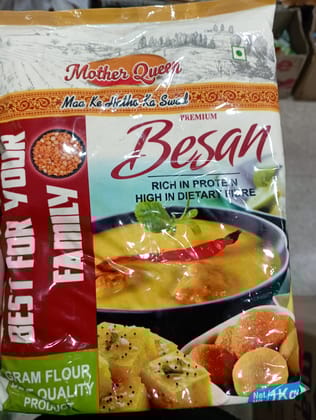 Mother Queen
Maa Ke Hatho Ka Swad
PREMIUM
Besan
RICH IN PROTEIN
HIGH IN DIETARY FIBRE
BEST FOR YOUR
FAMILY
GRAM FLOUR
QUALITY
PRODUCT
Net.